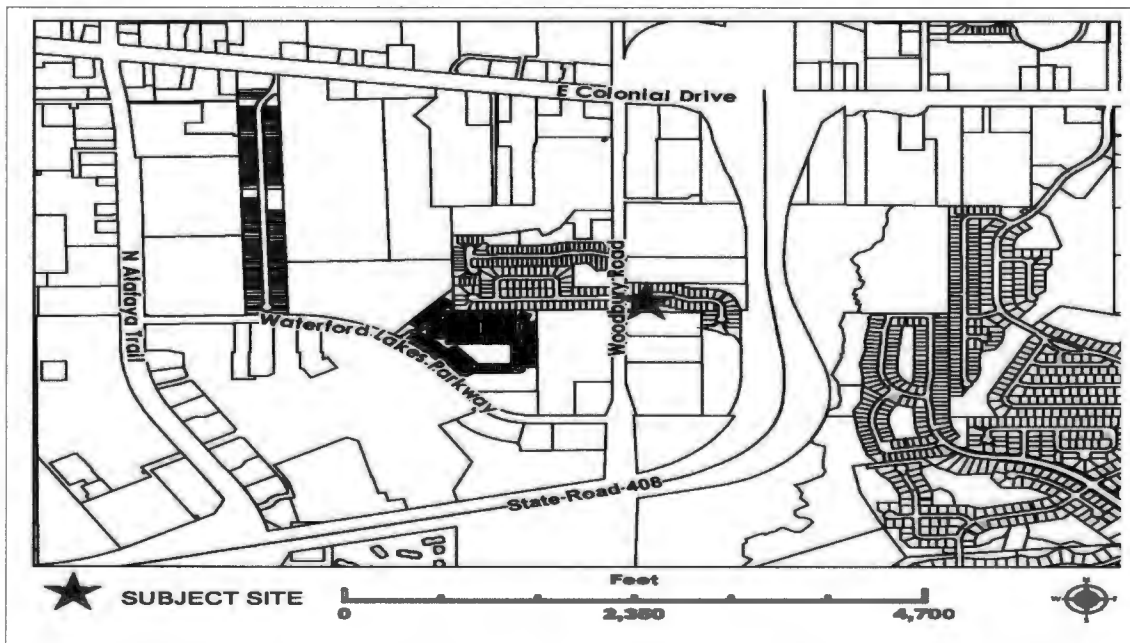 E Colonial Drive
N Alafaya Trail
Woodbury Road
Waterford Lakes Parkway
State Road 408
SUBJECT SITE
Feet
0 2,350 4,700
N
W E
S